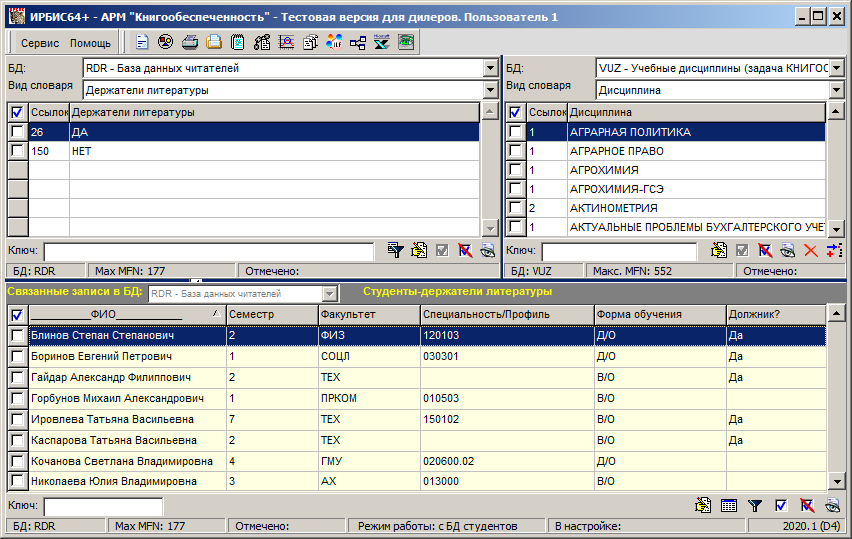 ИРБИС64+ - АРМ "Книгообеспеченность" - Тестовая версия для дилеров. Пользователь 1
Сервис Помощь
БД: RDR - База данных читателей
Вид словаря Держатели литературы
Ссылок Держатели литературы
26 ДА
150 НЕТ
Ключ:
БД: RDR Max MFN: 177 Отмечено:
БД: VUZ - Учебные дисциплины (задача КНИГОС
Вид словаря Дисциплина
Ссылок Дисциплина
1 АГРАРНАЯ ПОЛИТИКА
1 АГРАРНОЕ ПРАВО
1 АГРОХИМИЯ
1 АГРОХИМИЯ-ГСЭ
2 АКТИНОМЕТРИЯ
1 АКТУАЛЬНЫЕ ПРОБЛЕМЫ БУХГАЛТЕРСКОГО УЧЕТ
Ключ:
БД: VUZ Макс. MFN: 552 Отмечено:
Связанные записи в БД: RDR - База данных читателей Студенты-держатели литературы
__________ФИО___________ Семестр Факультет Специальность/Профиль Форма обучения Должник?
Блинов Степан Степанович 2 ФИЗ 120103 Д/О Да
Боринов Евгений Петрович 1 СОЦЛ 030301 Д/О Да
Гайдар Александр Филиппович 2 ТЕХ В/О Да
Горбунов Михаил Александрович 1 ПРКОМ 010503 В/О
Ировлева Татьяна Васильевна 7 ТЕХ 150102 В/О Да
Каспарова Татьяна Васильевна 2 ТЕХ В/О Да
Кочанова Светлана Владимировна 4 ГМУ 020600.02 Д/О
Николаева Юлия Владимировна 3 АХ 013000 В/О
Ключ:
БД: RDR Max MFN: 177 Отмечено: Режим работы: с БД студентов В настройке: 2020.1 (D4)